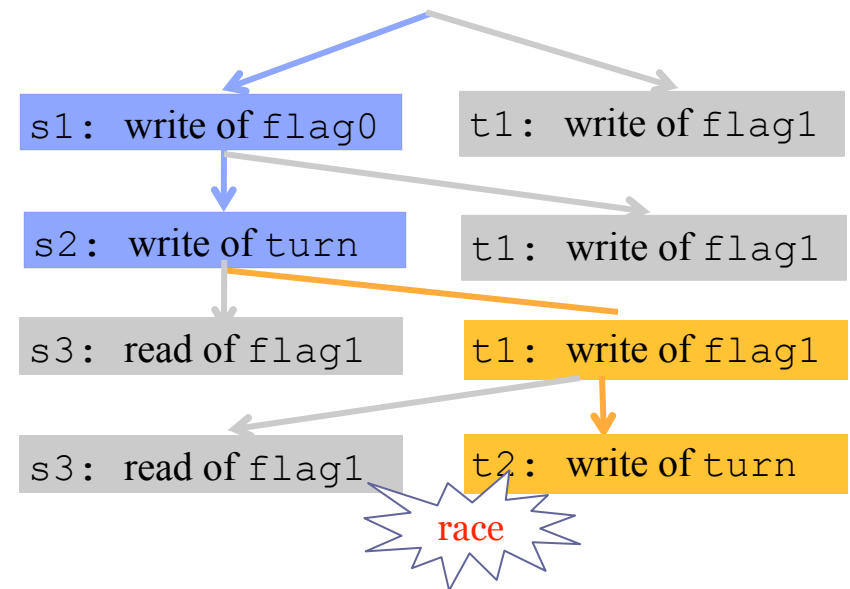 s1: write of flag0
t1: write of flag1
s2: write of turn
t1: write of flag1
s3: read of flag1
t1: write of flag1
s3: read of flag1
t2: write of turn
race